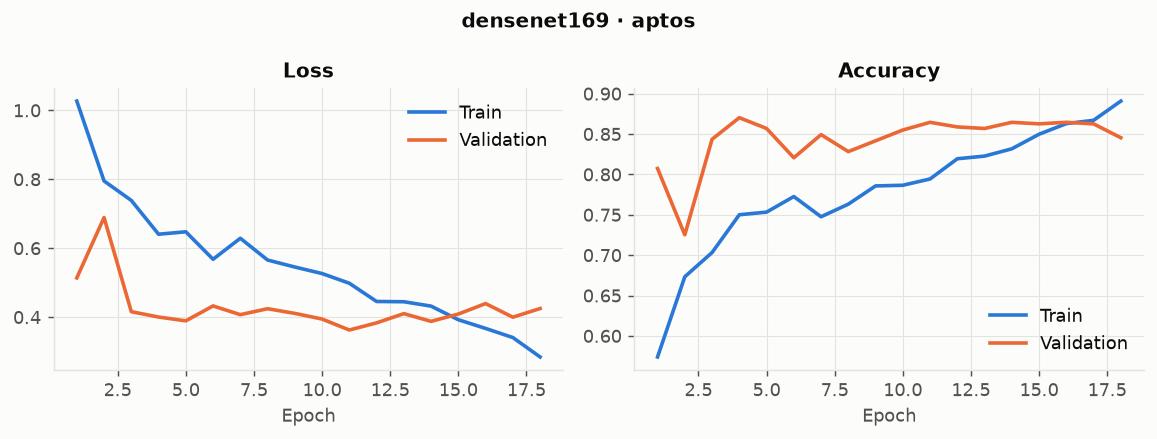 densenet169 · aptos
Loss
1.0
0.8
0.6
0.4
2.5 5.0 7.5 10.0 12.5 15.0 17.5
Epoch
Train
Validation
Accuracy
0.90
0.85
0.80
0.75
0.70
0.65
0.60
2.5 5.0 7.5 10.0 12.5 15.0 17.5
Epoch
Train
Validation